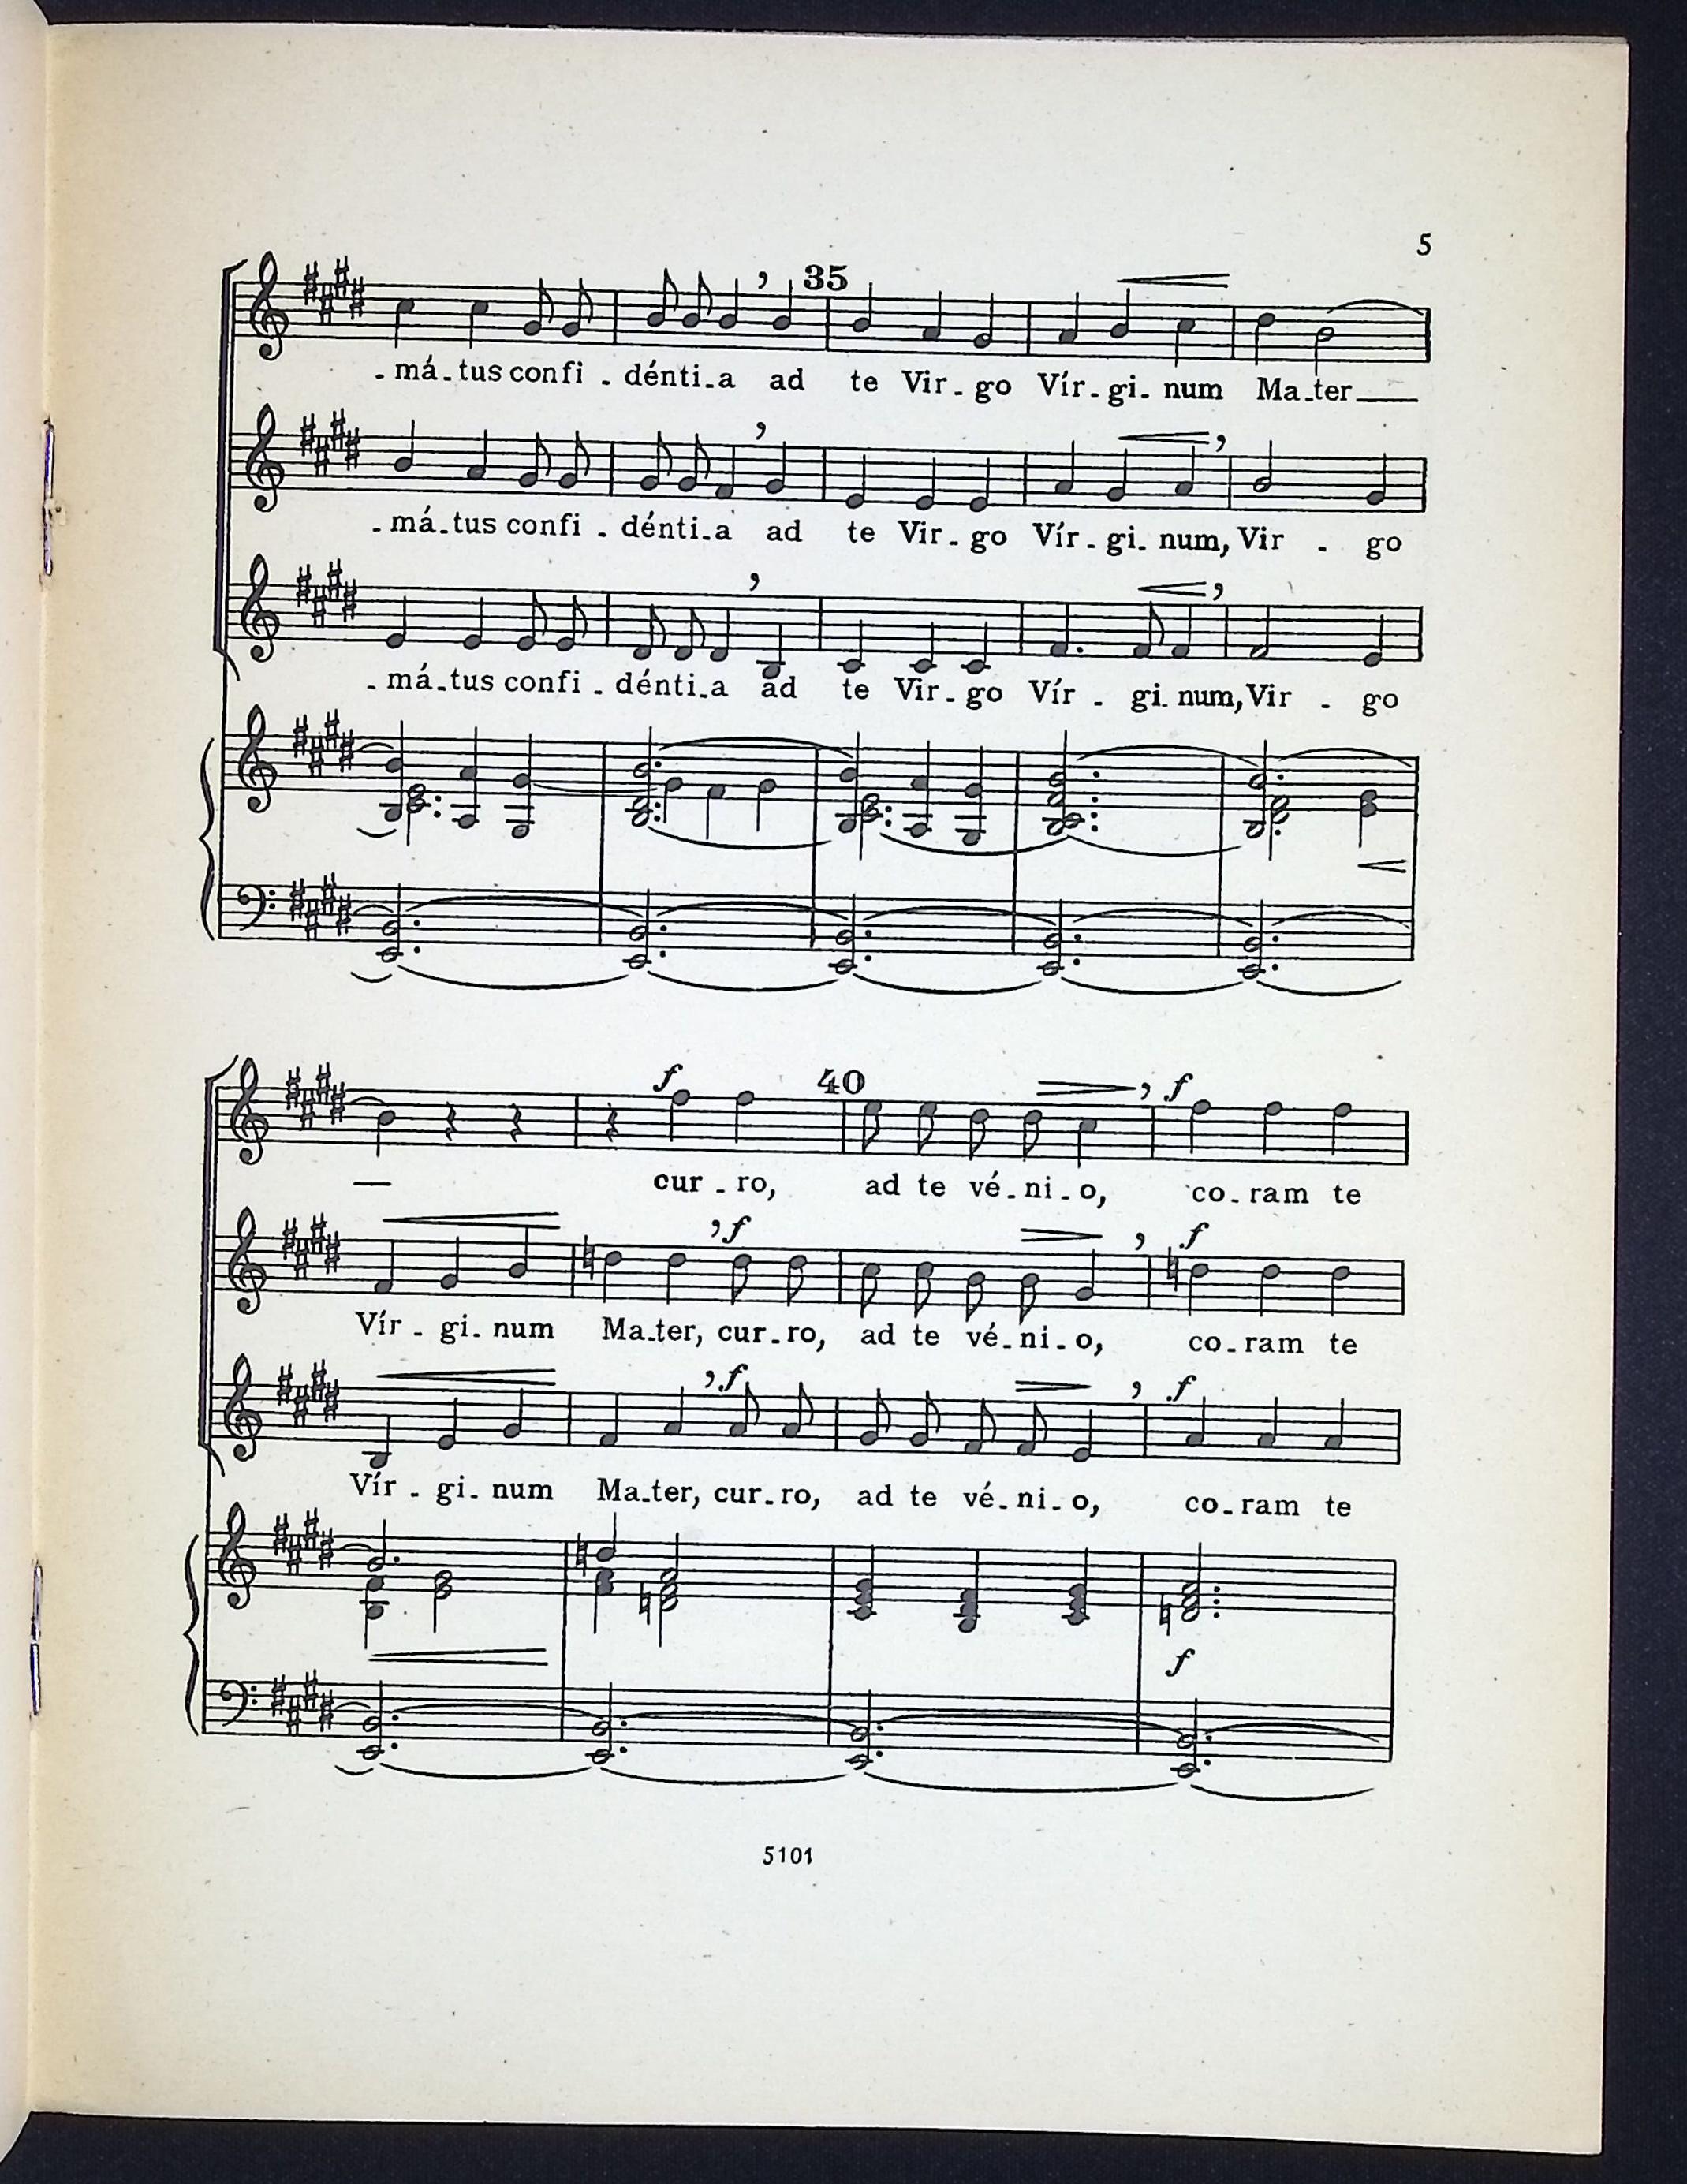 5
35
. má.tus confi . dénti.a ad te Vir.go Vír.gi.num Ma.ter
. má.tus confi . dénti.a ad te Vir.go Vír.gi.num, Vir . go
. má.tus confi . dénti.a ad te Vir.go Vír . gi.num, Vir . go
f 40 f
cur . ro, ad te vé.ni.o, co.ram te
f f
Vír . gi.num Ma.ter, cur.ro, ad te vé.ni.o, co.ram te
f f
Vír . gi.num Ma.ter, cur.ro, ad te vé.ni.o, co.ram te
f
5101